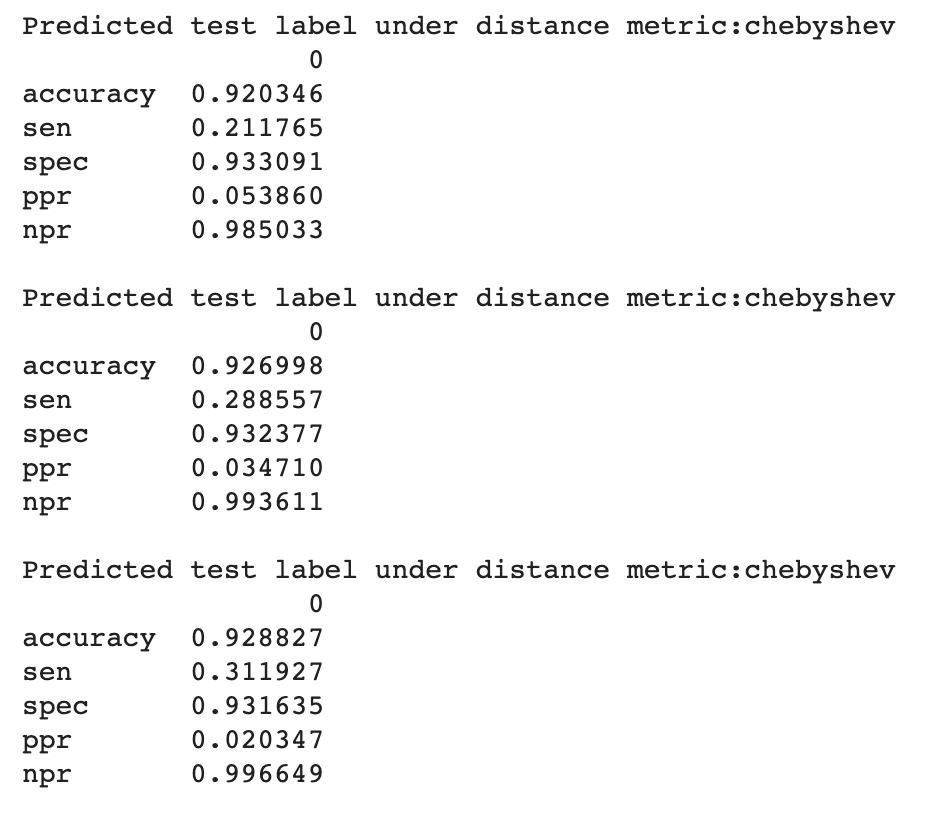 Predicted test label under distance metric:chebyshev
0
accuracy 0.920346
sen 0.211765
spec 0.933091
ppr 0.053860
npr 0.985033
Predicted test label under distance metric:chebyshev
0
accuracy 0.926998
sen 0.288557
spec 0.932377
ppr 0.034710
npr 0.993611
Predicted test label under distance metric:chebyshev
0
accuracy 0.928827
sen 0.311927
spec 0.931635
ppr 0.020347
npr 0.996649